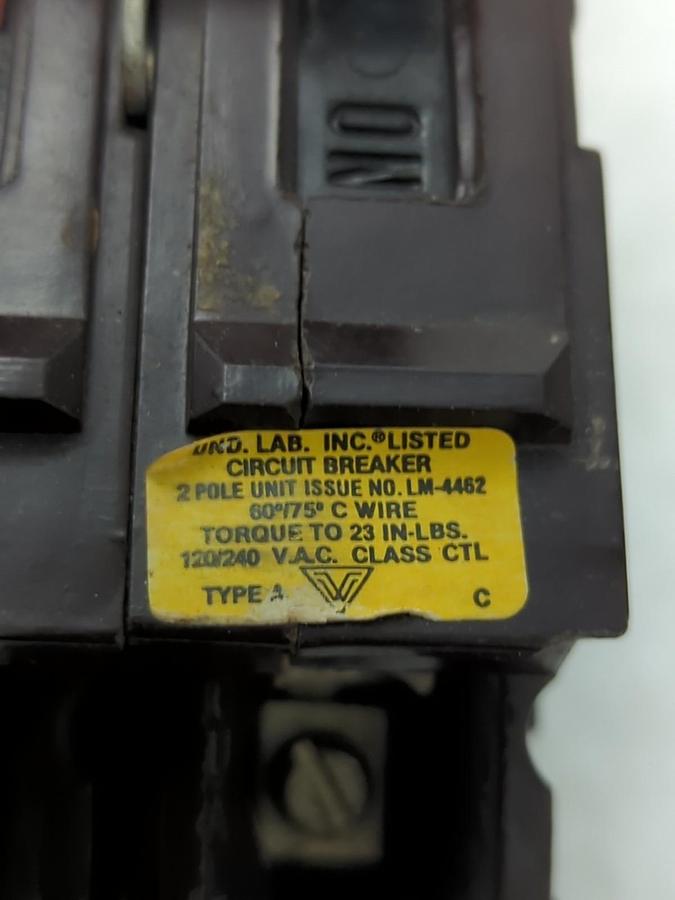 ON
UND. LAB. INC.® LISTED
CIRCUIT BREAKER
2 POLE UNIT ISSUE NO. LM-4462
60°/75° C WIRE
TORQUE TO 23 IN-LBS.
120/240 V.A.C. CLASS CTL
TYPE A W C